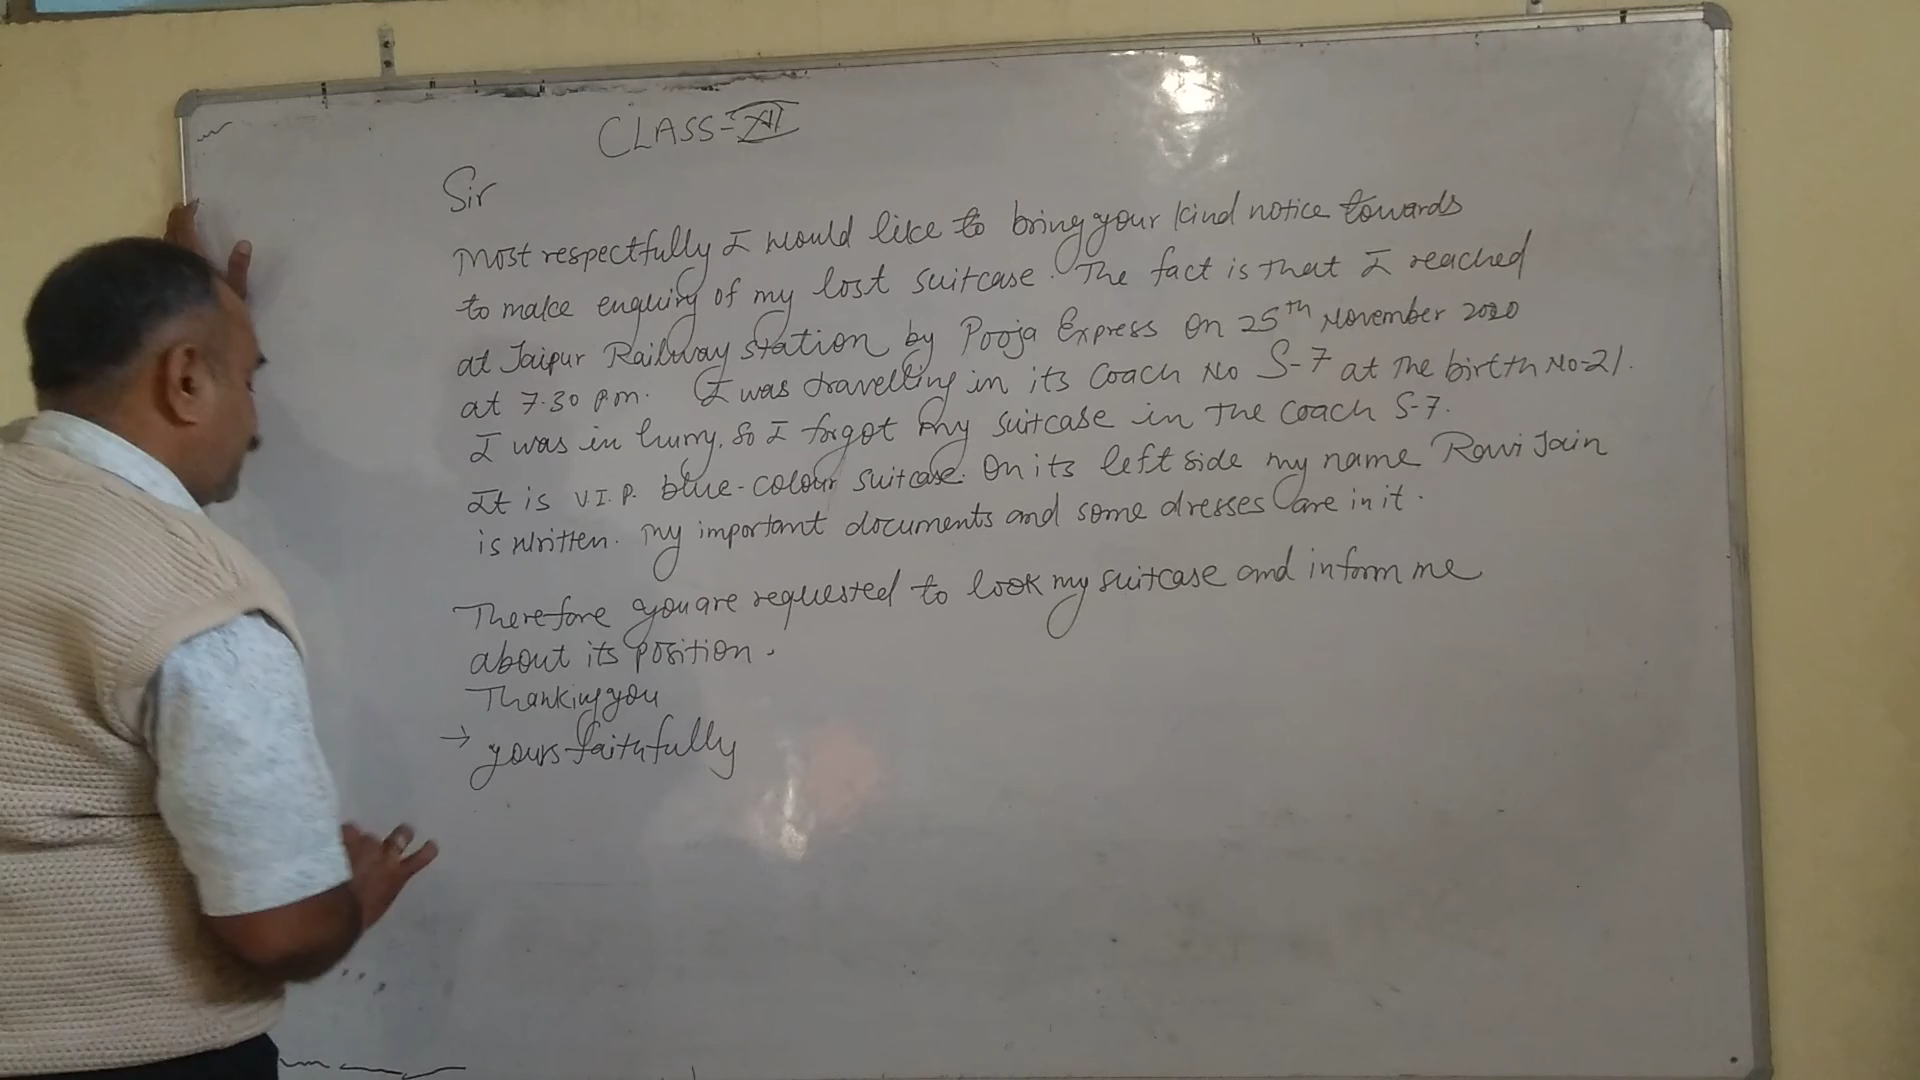 CLASS-XII
Sir
Most respectfully I would like to bring your kind notice towards
to make enquiry of my lost suitcase. The fact is that I reached
at Jaipur Railway station by Pooja Express on 25th November 2020
at 7.30 p.m. I was travelling in its Coach No S-7 at the birth No-21.
I was in hurry. So I forgot my suitcase in the coach S-7.
It is V.I.P. blue-colour suitcase. On its left side my name Ravi Jain
is written. My important documents and some dresses are in it.
Therefore you are requested to look my suitcase and inform me
about its position.
Thanking you
→ yours faithfully